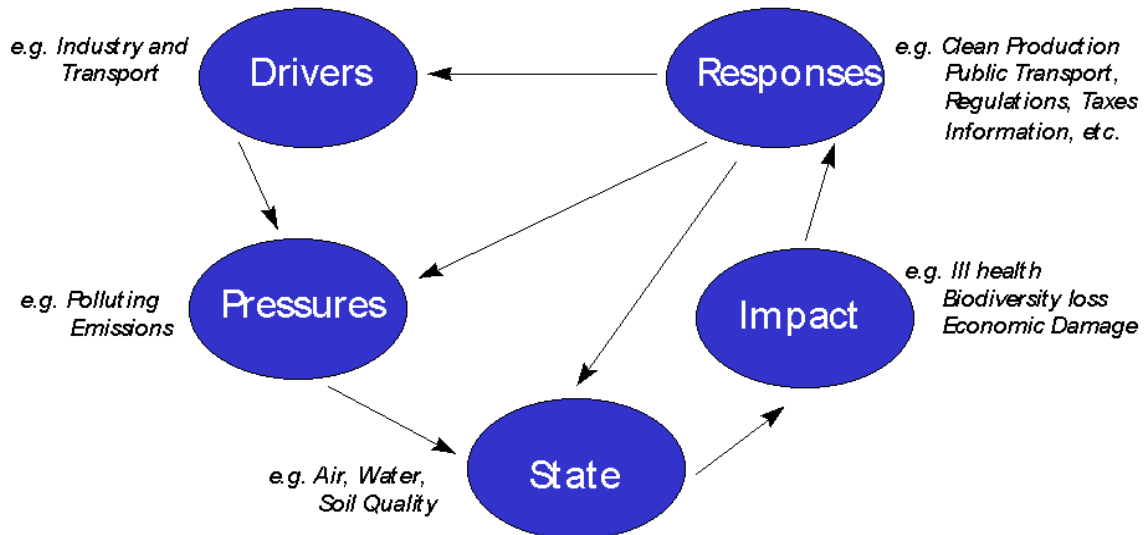 e.g. Industry and
Transport
Drivers
Responses
e.g. Clean Production
Public Transport,
Regulations, Taxes
Information, etc.
e.g. Polluting
Emissions
Pressures
Impact
e.g. Ill health
Biodiversity loss
Economic Damage
e.g. Air, Water,
Soil Quality
State